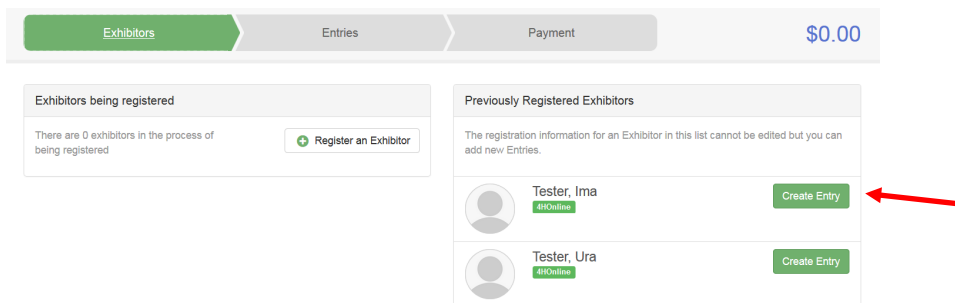 Exhibitors
Entries
Payment
$0.00
Exhibitors being registered
There are 0 exhibitors in the process of
being registered
Register an Exhibitor
Previously Registered Exhibitors
The registration information for an Exhibitor in this list cannot be edited but you can
add new Entries.
Tester, Ima
4HOnline
Create Entry
Tester, Ura
4HOnline
Create Entry